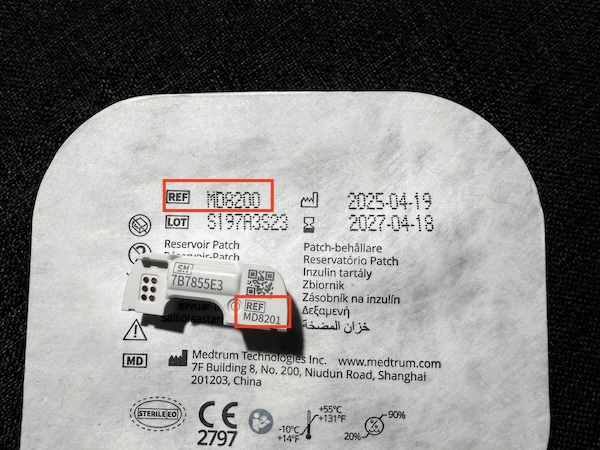 REF MD8200 2025-04-19
LOT S197A3S23 2027-04-18
Reservoir Patch
Patch-behållare
Reservatório Patch
Inzulin tartály
Zbiornik
Zásobník na inzulín
Δεξαμενή
خزان المضخة
SN
7B7855E3
REF
MD8201
MD Medtrum Technologies Inc. www.medtrum.com
7F Building 8, No. 200, Niudun Road, Shanghai
201203, China
STERILE EO
CE
2797
-10°C
+14°F
+55°C
+131°F
20%
90%